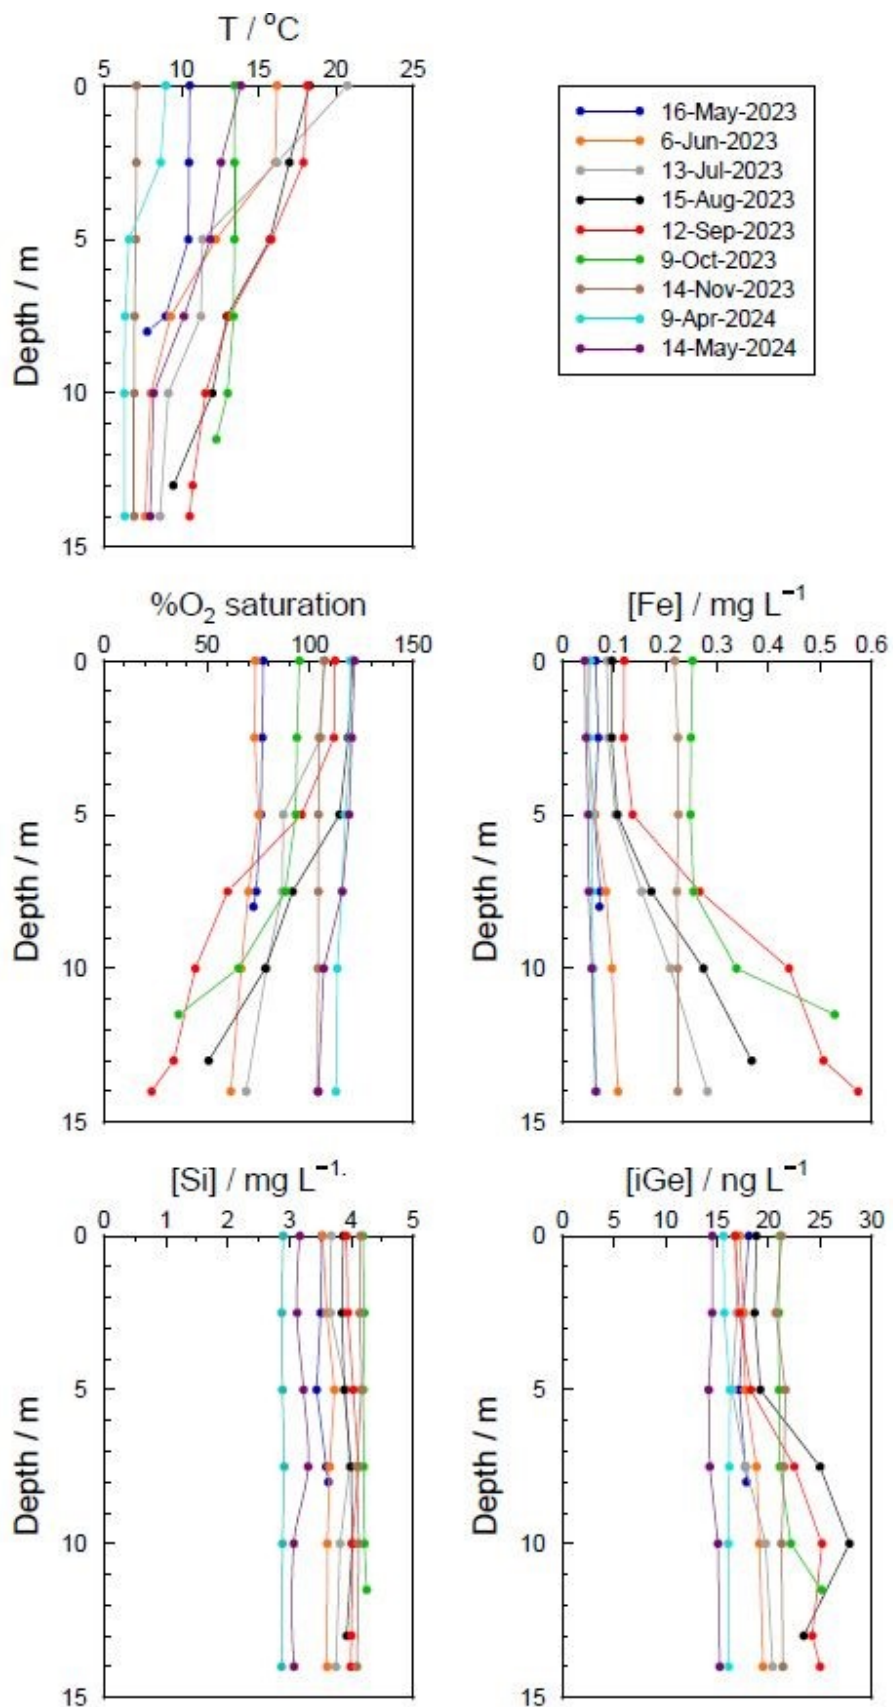 T / °C
5 10 15 20 25
0
5
10
15
Depth / m
16-May-2023
6-Jun-2023
13-Jul-2023
15-Aug-2023
12-Sep-2023
9-Oct-2023
14-Nov-2023
9-Apr-2024
14-May-2024
%O₂ saturation
0 50 100 150
0
5
10
15
Depth / m
[Fe] / mg L⁻¹
0 0.1 0.2 0.3 0.4 0.5 0.6
0
5
10
15
Depth / m
[Si] / mg L⁻¹·
0 1 2 3 4 5
0
5
10
15
Depth / m
[iGe] / ng L⁻¹
0 5 10 15 20 25 30
0
5
10
15
Depth / m